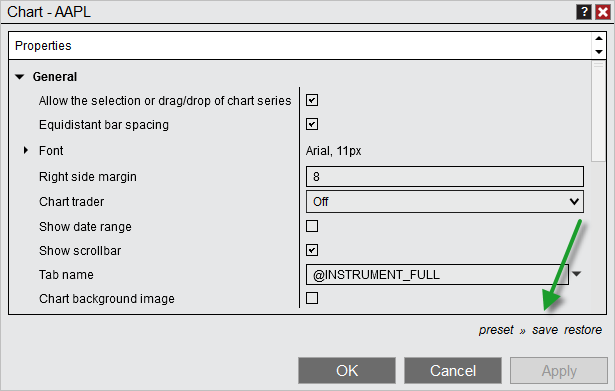 Chart - AAPL ?
Properties
General
Allow the selection or drag/drop of chart series
Equidistant bar spacing
Font Arial, 11px
Right side margin 8
Chart trader Off
Show date range
Show scrollbar
Tab name @INSTRUMENT_FULL
Chart background image
preset » save restore
OK Cancel Apply